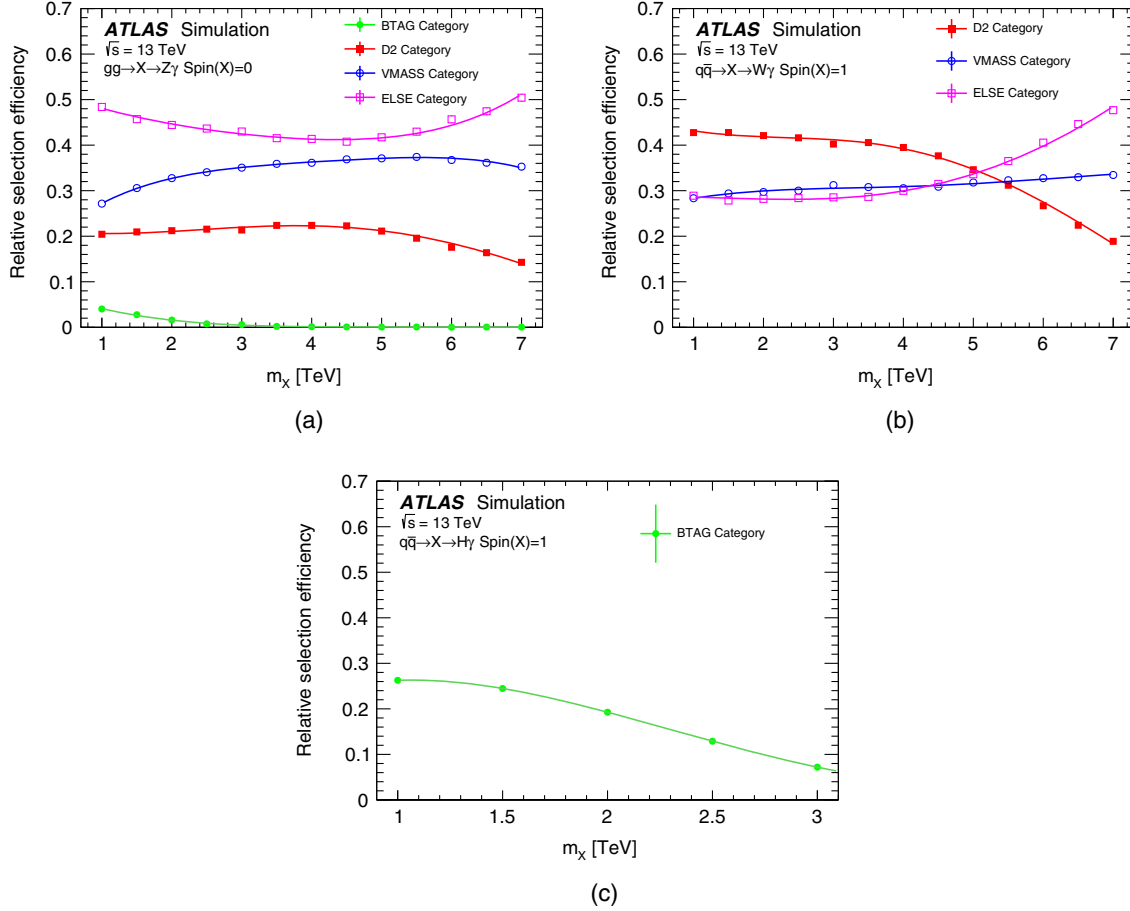 ATLAS Simulation
√s = 13 TeV
gg→X→Zγ Spin(X)=0
BTAG Category
D2 Category
VMASS Category
ELSE Category
Relative selection efficiency
0.7
0.6
0.5
0.4
0.3
0.2
0.1
0
1 2 3 4 5 6 7
m_X [TeV]
(a)
ATLAS Simulation
√s = 13 TeV
qq̄→X→Wγ Spin(X)=1
D2 Category
VMASS Category
ELSE Category
Relative selection efficiency
0.7
0.6
0.5
0.4
0.3
0.2
0.1
0
1 2 3 4 5 6 7
m_X [TeV]
(b)
ATLAS Simulation
√s = 13 TeV
qq̄→X→Hγ Spin(X)=1
BTAG Category
Relative selection efficiency
0.7
0.6
0.5
0.4
0.3
0.2
0.1
0
1 1.5 2 2.5 3
m_X [TeV]
(c)